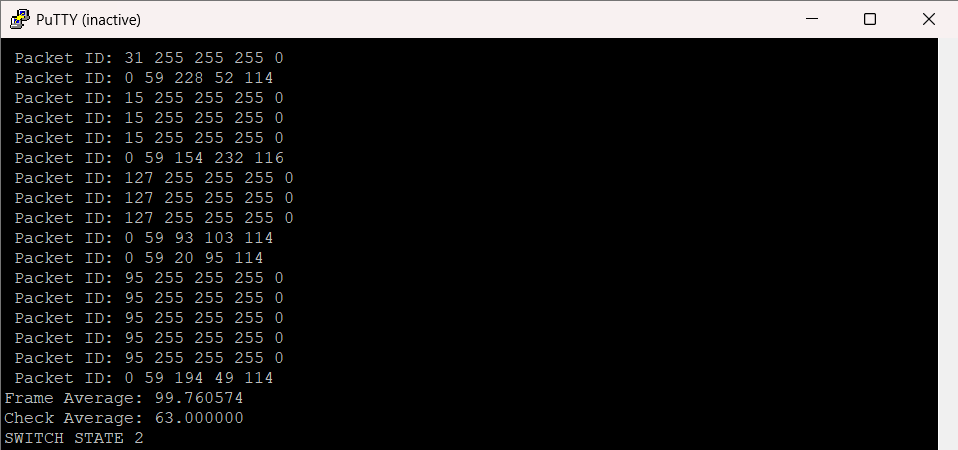 PuTTY (inactive)
Packet ID: 31 255 255 255 0
Packet ID: 0 59 228 52 114
Packet ID: 15 255 255 255 0
Packet ID: 15 255 255 255 0
Packet ID: 15 255 255 255 0
Packet ID: 0 59 154 232 116
Packet ID: 127 255 255 255 0
Packet ID: 127 255 255 255 0
Packet ID: 127 255 255 255 0
Packet ID: 0 59 93 103 114
Packet ID: 0 59 20 95 114
Packet ID: 95 255 255 255 0
Packet ID: 95 255 255 255 0
Packet ID: 95 255 255 255 0
Packet ID: 95 255 255 255 0
Packet ID: 95 255 255 255 0
Packet ID: 0 59 194 49 114
Frame Average: 99.760574
Check Average: 63.000000
SWITCH STATE 2